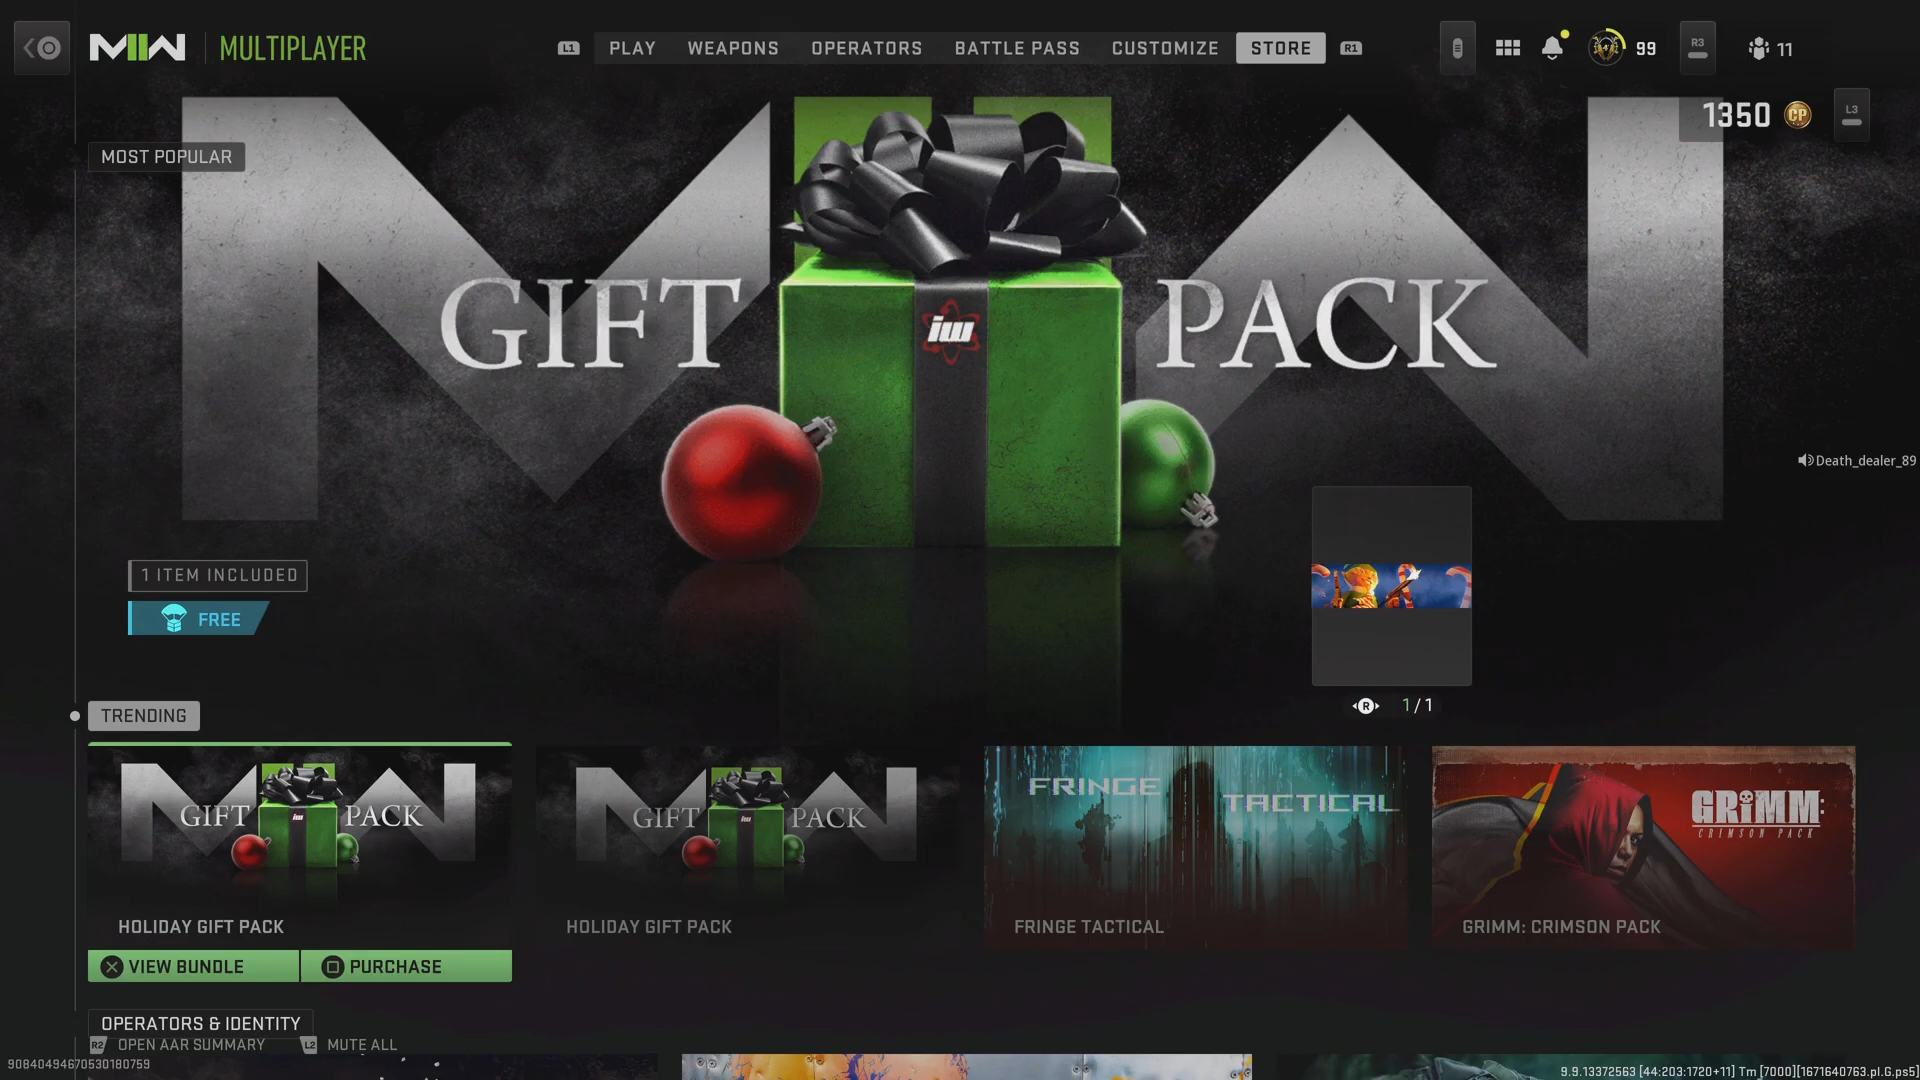 MIIW MULTIPLAYER
L1 PLAY WEAPONS OPERATORS BATTLE PASS CUSTOMIZE STORE R1
99
R3
11
1350 CP
L3
MOST POPULAR
GIFT PACK
iw
Death_dealer_89
1 ITEM INCLUDED
FREE
R 1/1
TRENDING
GIFT PACK
GIFT PACK
FRINGE TACTICAL
GRIMM:
CRIMSON PACK
HOLIDAY GIFT PACK
HOLIDAY GIFT PACK
FRINGE TACTICAL
GRIMM: CRIMSON PACK
VIEW BUNDLE
PURCHASE
OPERATORS & IDENTITY
R2 OPEN AAR SUMMARY L2 MUTE ALL
90840494670530180759
9.9.13372563 [44:203:1720+11] Tm [7000][1671640763.pl.G.ps5]